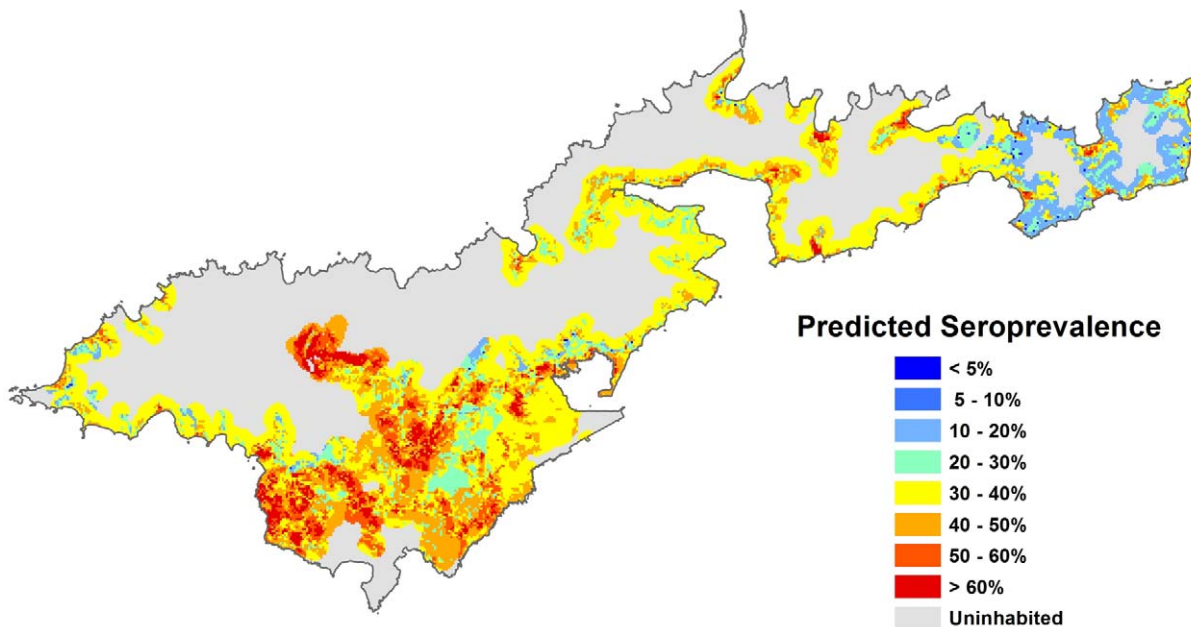 Predicted Seroprevalence
< 5%
5 - 10%
10 - 20%
20 - 30%
30 - 40%
40 - 50%
50 - 60%
> 60%
Uninhabited